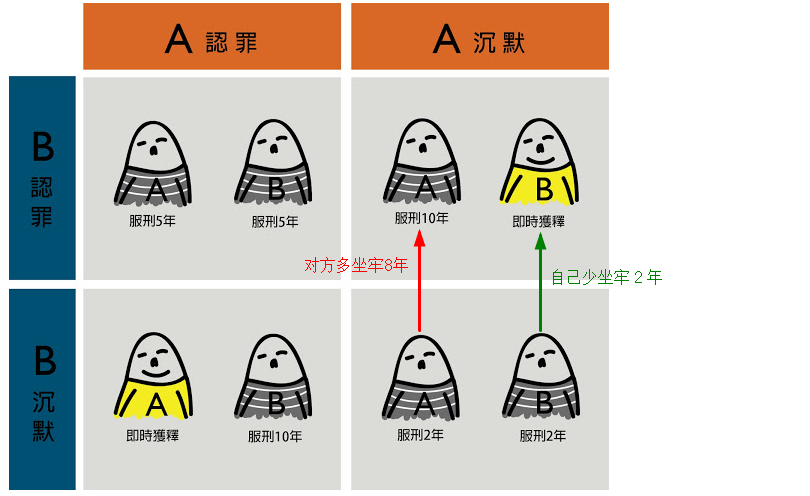 A 認罪
A 沉默
B 認罪
A
B
A
B
服刑5年
服刑5年
服刑10年
即時獲釋
对方多坐牢8年
自己少坐牢 2 年
B 沉默
A
B
A
B
即時獲釋
服刑10年
服刑2年
服刑2年